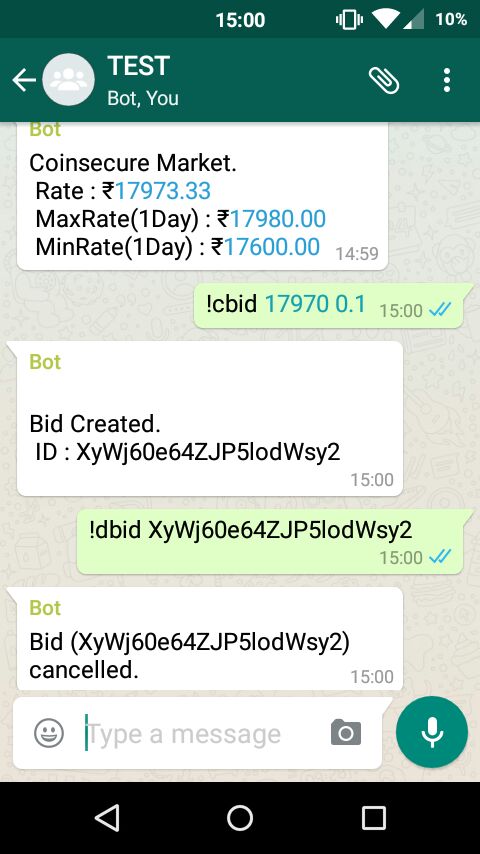 15:00
10%
TEST
Bot, You
Bot
Coinsecure Market.
Rate : ₹17973.33
MaxRate(1Day) : ₹17980.00
MinRate(1Day) : ₹17600.00
14:59
!cbid 17970 0.1
15:00
Bot
Bid Created.
ID : XyWj60e64ZJP5lodWsy2
15:00
!dbid XyWj60e64ZJP5lodWsy2
15:00
Bot
Bid (XyWj60e64ZJP5lodWsy2)
cancelled.
15:00
Type a message